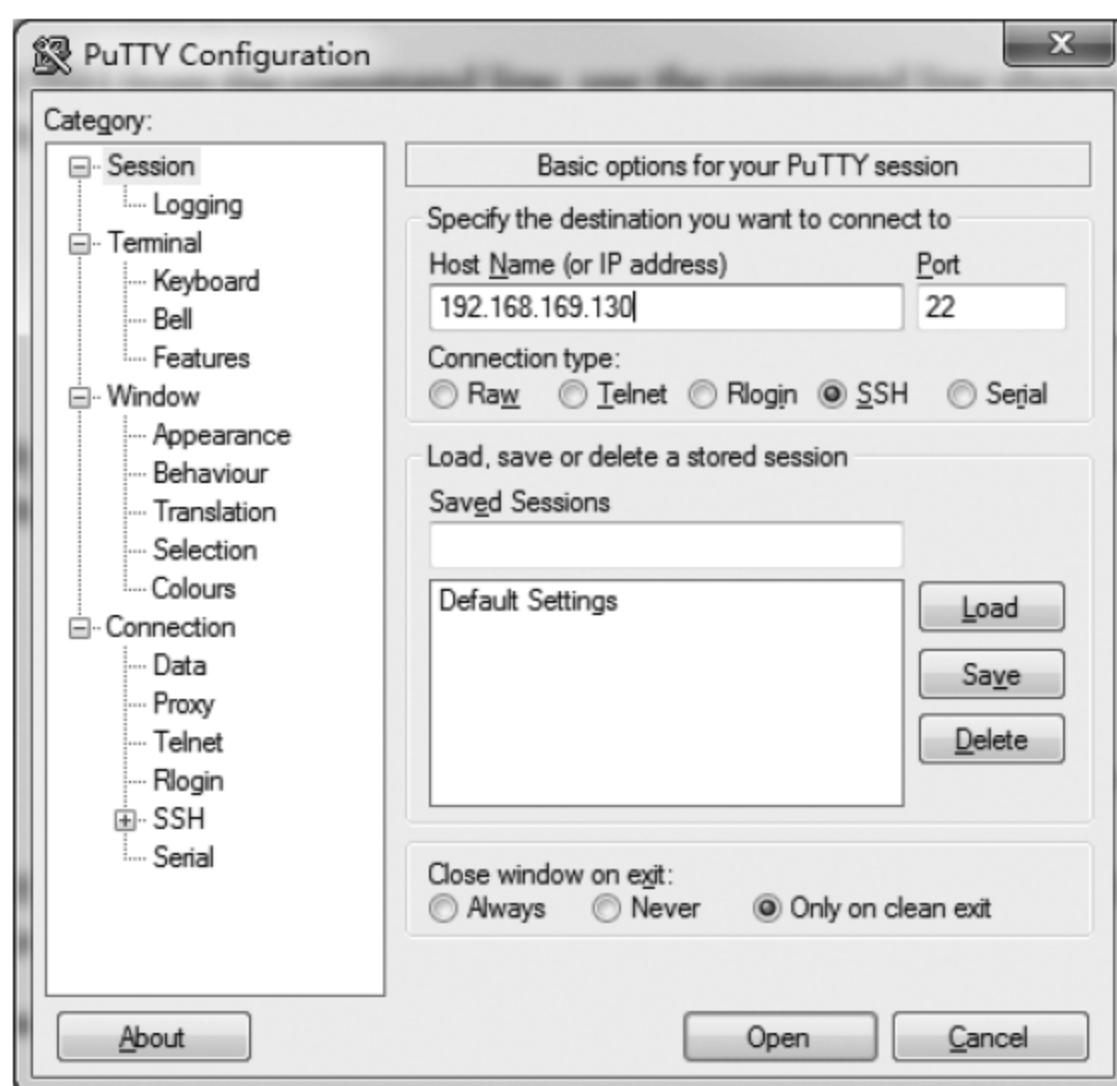 PuTTY Configuration
Category:
Session
Logging
Terminal
Keyboard
Bell
Features
Window
Appearance
Behaviour
Translation
Selection
Colours
Connection
Data
Proxy
Telnet
Rlogin
SSH
Serial
Basic options for your PuTTY session
Specify the destination you want to connect to
Host Name (or IP address) Port
192.168.169.130 22
Connection type:
Raw Telnet Rlogin SSH Serial
Load, save or delete a stored session
Saved Sessions
Default Settings
Load
Save
Delete
Close window on exit:
Always Never Only on clean exit
About Open Cancel